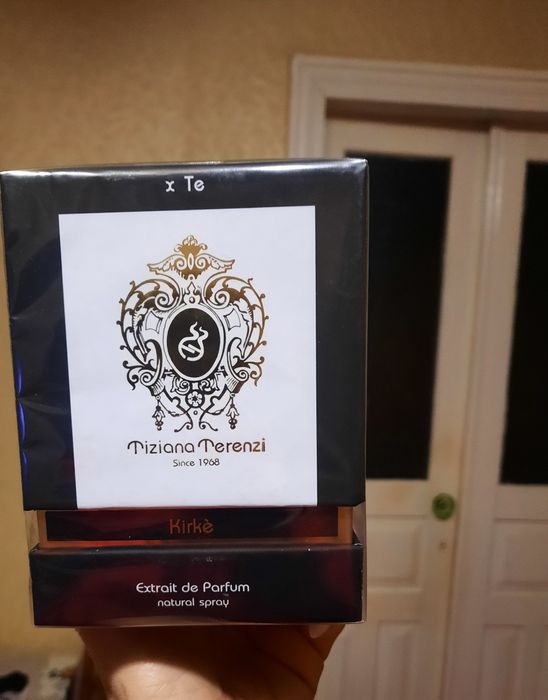 x Te
Tiziana Terenzi
Since 1968
Kirkè
Extrait de Parfum
natural spray